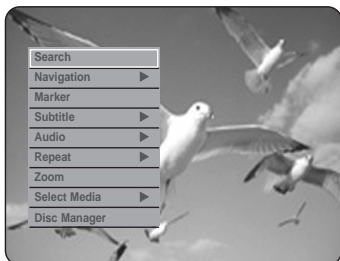 Search
Navigation
Marker
Subtitle
Audio
Repeat
Zoom
Select Media
Disc Manager